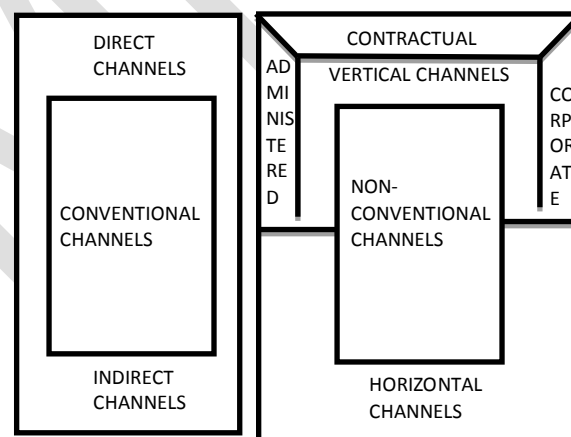 DIRECT
CHANNELS
CONVENTIONAL
CHANNELS
INDIRECT
CHANNELS
CONTRACTUAL
VERTICAL CHANNELS
AD
MI
NIS
TE
RE
D
CO
RP
OR
AT
E
NON-
CONVENTIONAL
CHANNELS
HORIZONTAL
CHANNELS